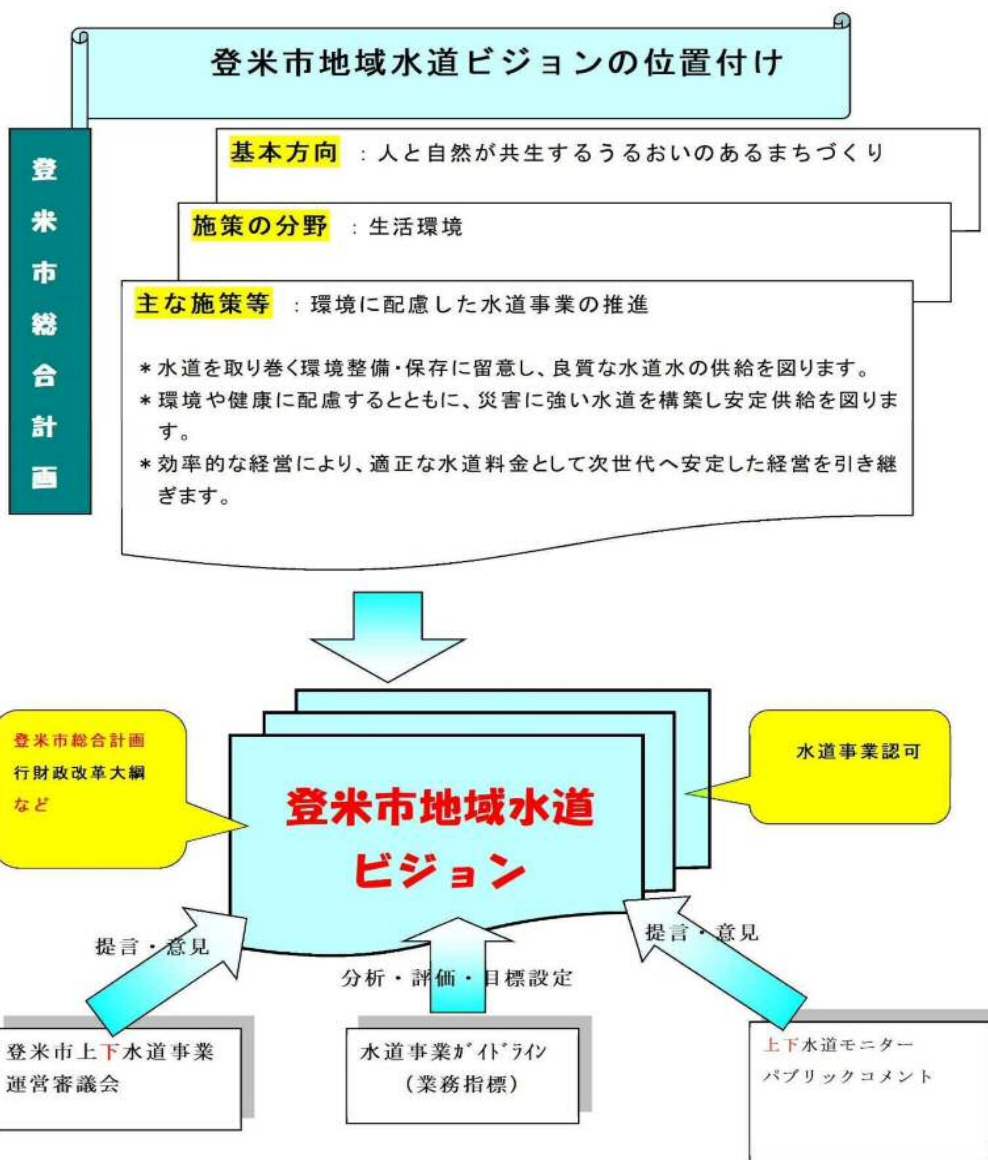 登米市地域水道ビジョンの位置付け
登米市総合計画
基本方向 ：人と自然が共生するうるおいのあるまちづくり
施策の分野 ：生活環境
主な施策等 ：環境に配慮した水道事業の推進
＊水道を取り巻く環境整備・保存に留意し、良質な水道水の供給を図ります。
＊環境や健康に配慮するとともに、災害に強い水道を構築し安定供給を図りま
す。
＊効率的な経営により、適正な水道料金として次世代へ安定した経営を引き継
ぎます。
登米市総合計画
行財政改革大綱
など
水道事業認可
登米市地域水道
ビジョン
提言・意見
分析・評価・目標設定
提言・意見
登米市上下水道事業
運営審議会
水道事業ｶﾞｲﾄﾞﾗｲﾝ
(業務指標)
上下水道モニター
パブリックコメント